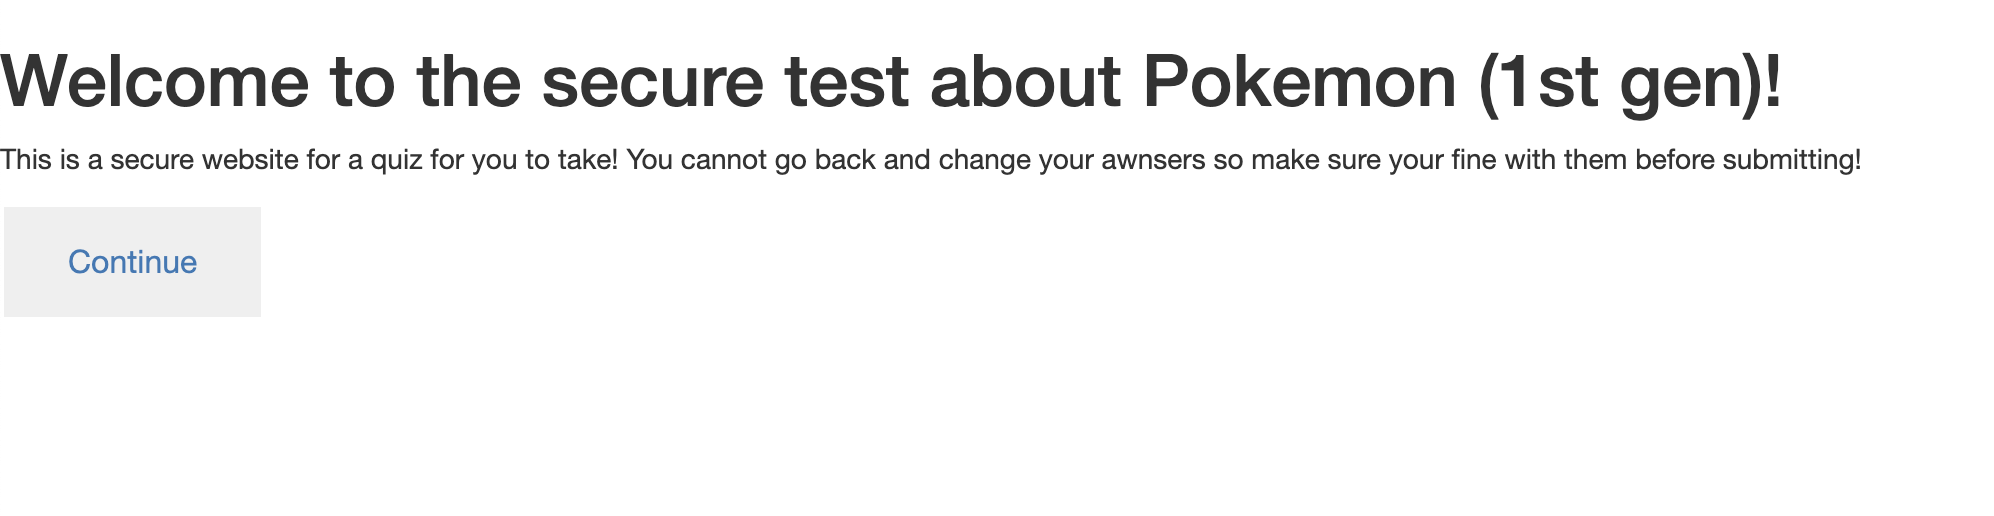 Welcome to the secure test about Pokemon (1st gen)!
This is a secure website for a quiz for you to take! You cannot go back and change your awnsers so make sure your fine with them before submitting!
Continue